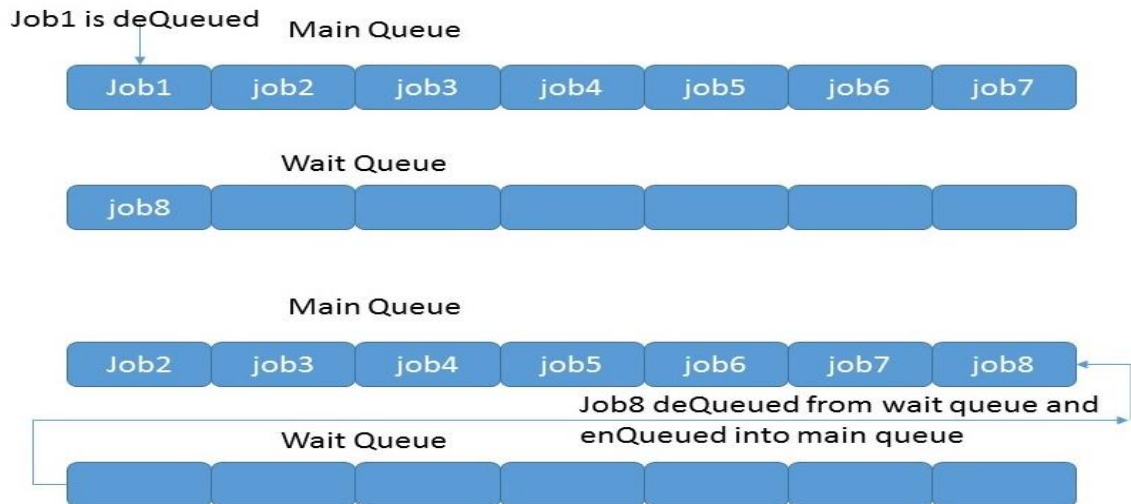 Job1 is deQueued
Main Queue
Job1 job2 job3 job4 job5 job6 job7
Wait Queue
job8
Main Queue
Job2 job3 job4 job5 job6 job7 job8
Job8 deQueued from wait queue and
enQueued into main queue
Wait Queue